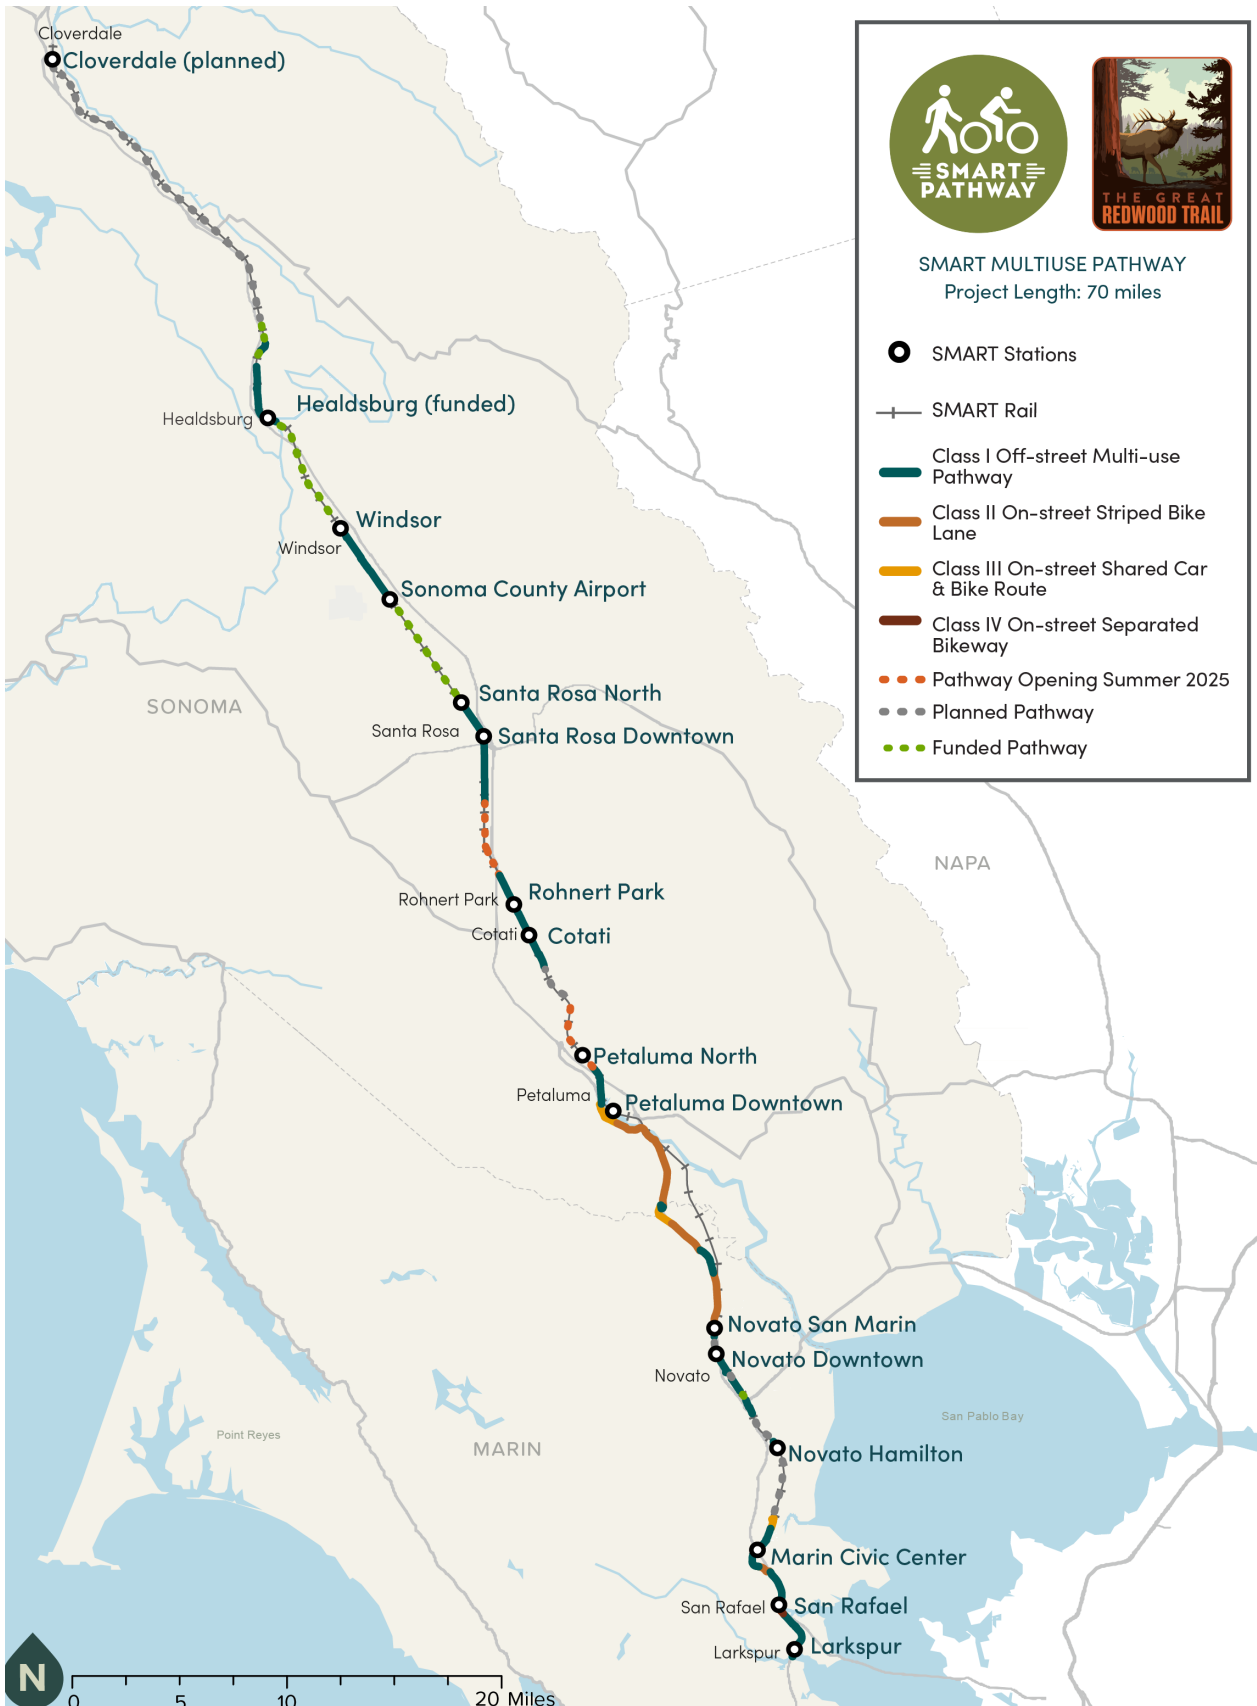 Cloverdale
Cloverdale (planned)
SMART
PATHWAY
THE GREAT
REDWOOD TRAIL
SMART MULTIUSE PATHWAY
Project Length: 70 miles
SMART Stations
SMART Rail
Class I Off-street Multi-use
Pathway
Class II On-street Striped Bike
Lane
Class III On-street Shared Car
& Bike Route
Class IV On-street Separated
Bikeway
Pathway Opening Summer 2025
Planned Pathway
Funded Pathway
Healdsburg (funded)
Healdsburg
Windsor
Windsor
Sonoma County Airport
Santa Rosa North
SONOMA
Santa Rosa
Santa Rosa Downtown
NAPA
Rohnert Park
Rohnert Park
Cotati
Cotati
Petaluma North
Petaluma
Petaluma Downtown
Novato San Marin
Novato Downtown
Novato
San Pablo Bay
Point Reyes
MARIN
Novato Hamilton
Marin Civic Center
San Rafael
San Rafael
Larkspur
Larkspur
N
0 5 10 20 Miles